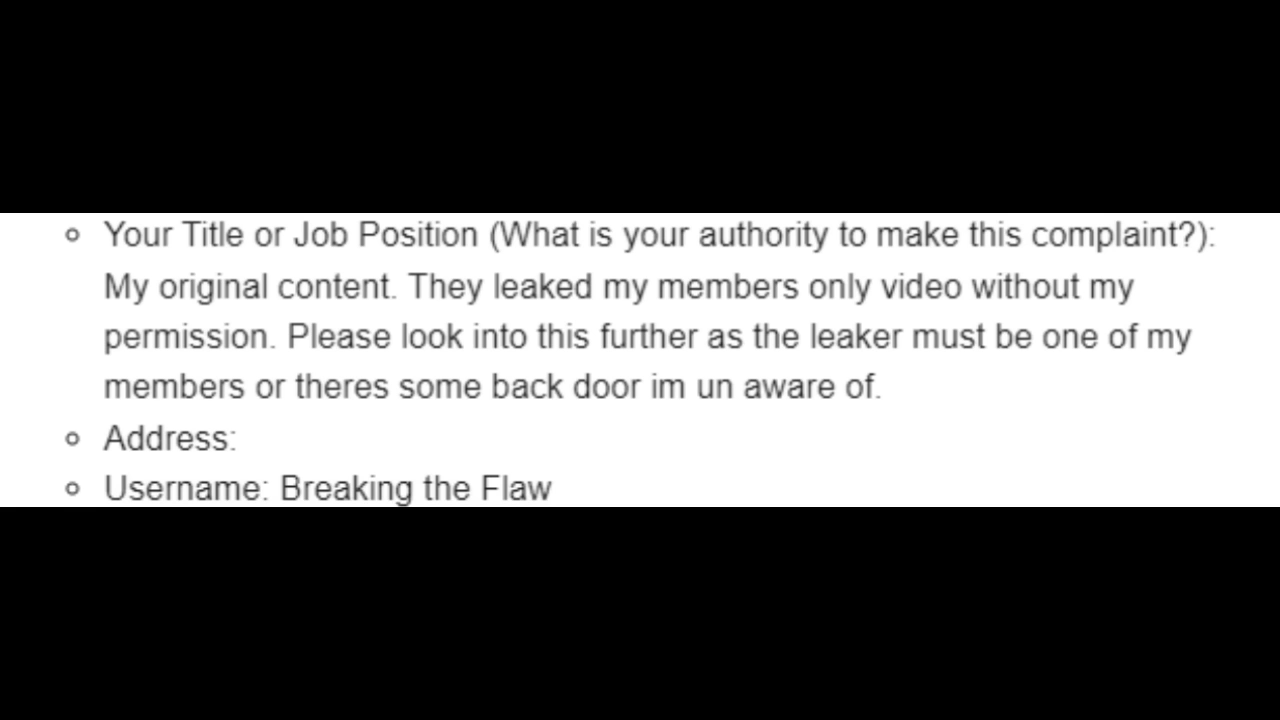 Your Title or Job Position (What is your authority to make this complaint?):
My original content. They leaked my members only video without my
permission. Please look into this further as the leaker must be one of my
members or theres some back door im un aware of.
Address:
Username: Breaking the Flaw